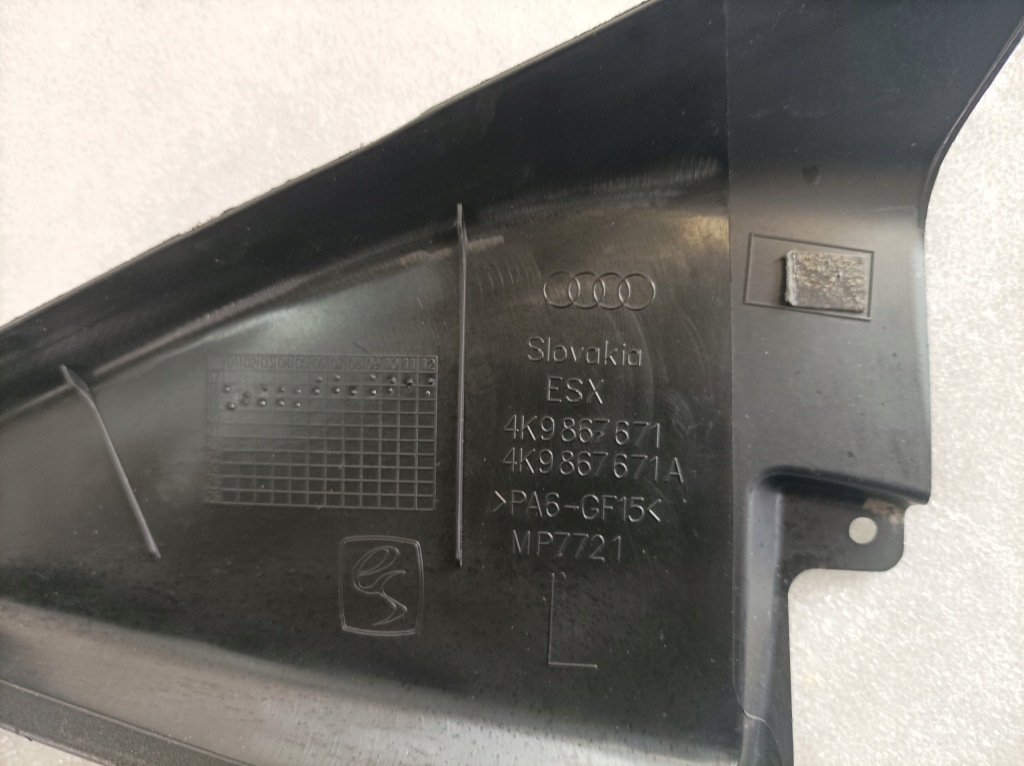 Slovakia
ESX
4K9 867 671
4K9 867 671 A
>PA6-GF15<
MP7721
L